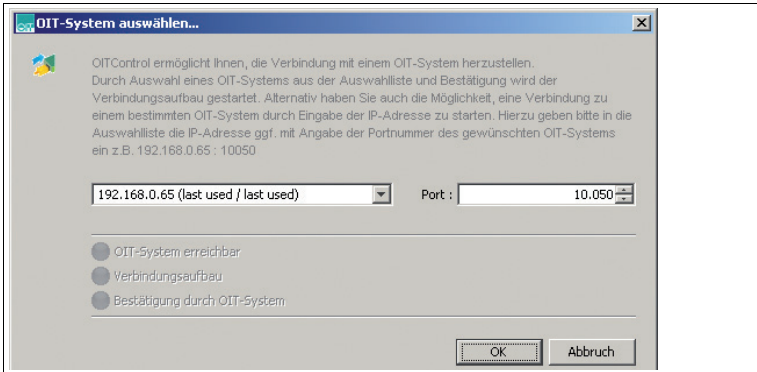 OIT-System auswählen...
OITControl ermöglicht Ihnen, die Verbindung mit einem OIT-System herzustellen.
Durch Auswahl eines OIT-Systems aus der Auswahlliste und Bestätigung wird der
Verbindungsaufbau gestartet. Alternativ haben Sie auch die Möglichkeit, eine Verbindung zu
einem bestimmten OIT-System durch Eingabe der IP-Adresse zu starten. Hierzu geben bitte in die
Auswahlliste die IP-Adresse ggf. mit Angabe der Portnummer des gewünschten OIT-Systems
ein z.B. 192.168.0.65 : 10050
192.168.0.65 (last used / last used) Port : 10.050
OIT-System erreichbar
Verbindungsaufbau
Bestätigung durch OIT-System
OK Abbruch